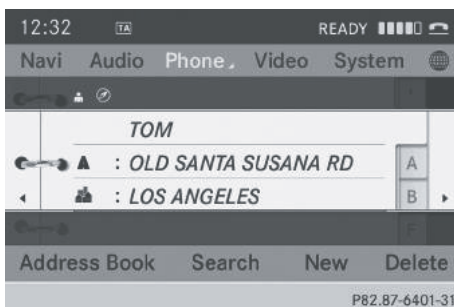 12:32 TA READY
Navi Audio Phone Video System
TOM
: OLD SANTA SUSANA RD A
: LOS ANGELES B
F
Address Book Search New Delete
P82.87-6401-31